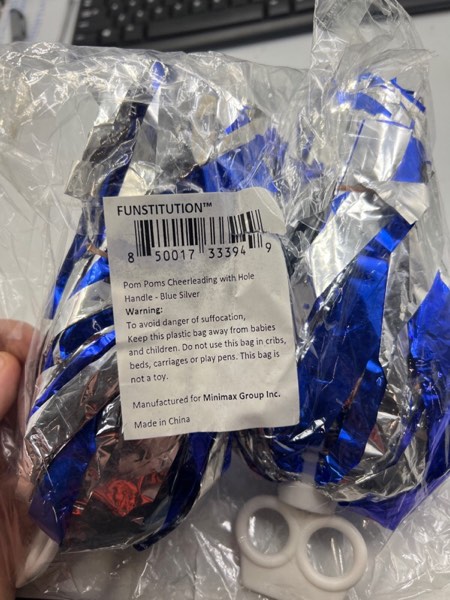 FUNSTITUTION™
8 50017 33394 9
Pom Poms Cheerleading with Hole
Handle - Blue Silver
Warning:
To avoid danger of suffocation,
Keep this plastic bag away from babies
and children. Do not use this bag in cribs,
beds, carriages or play pens. This bag is
not a toy.
Manufactured for Minimax Group Inc.
Made in China